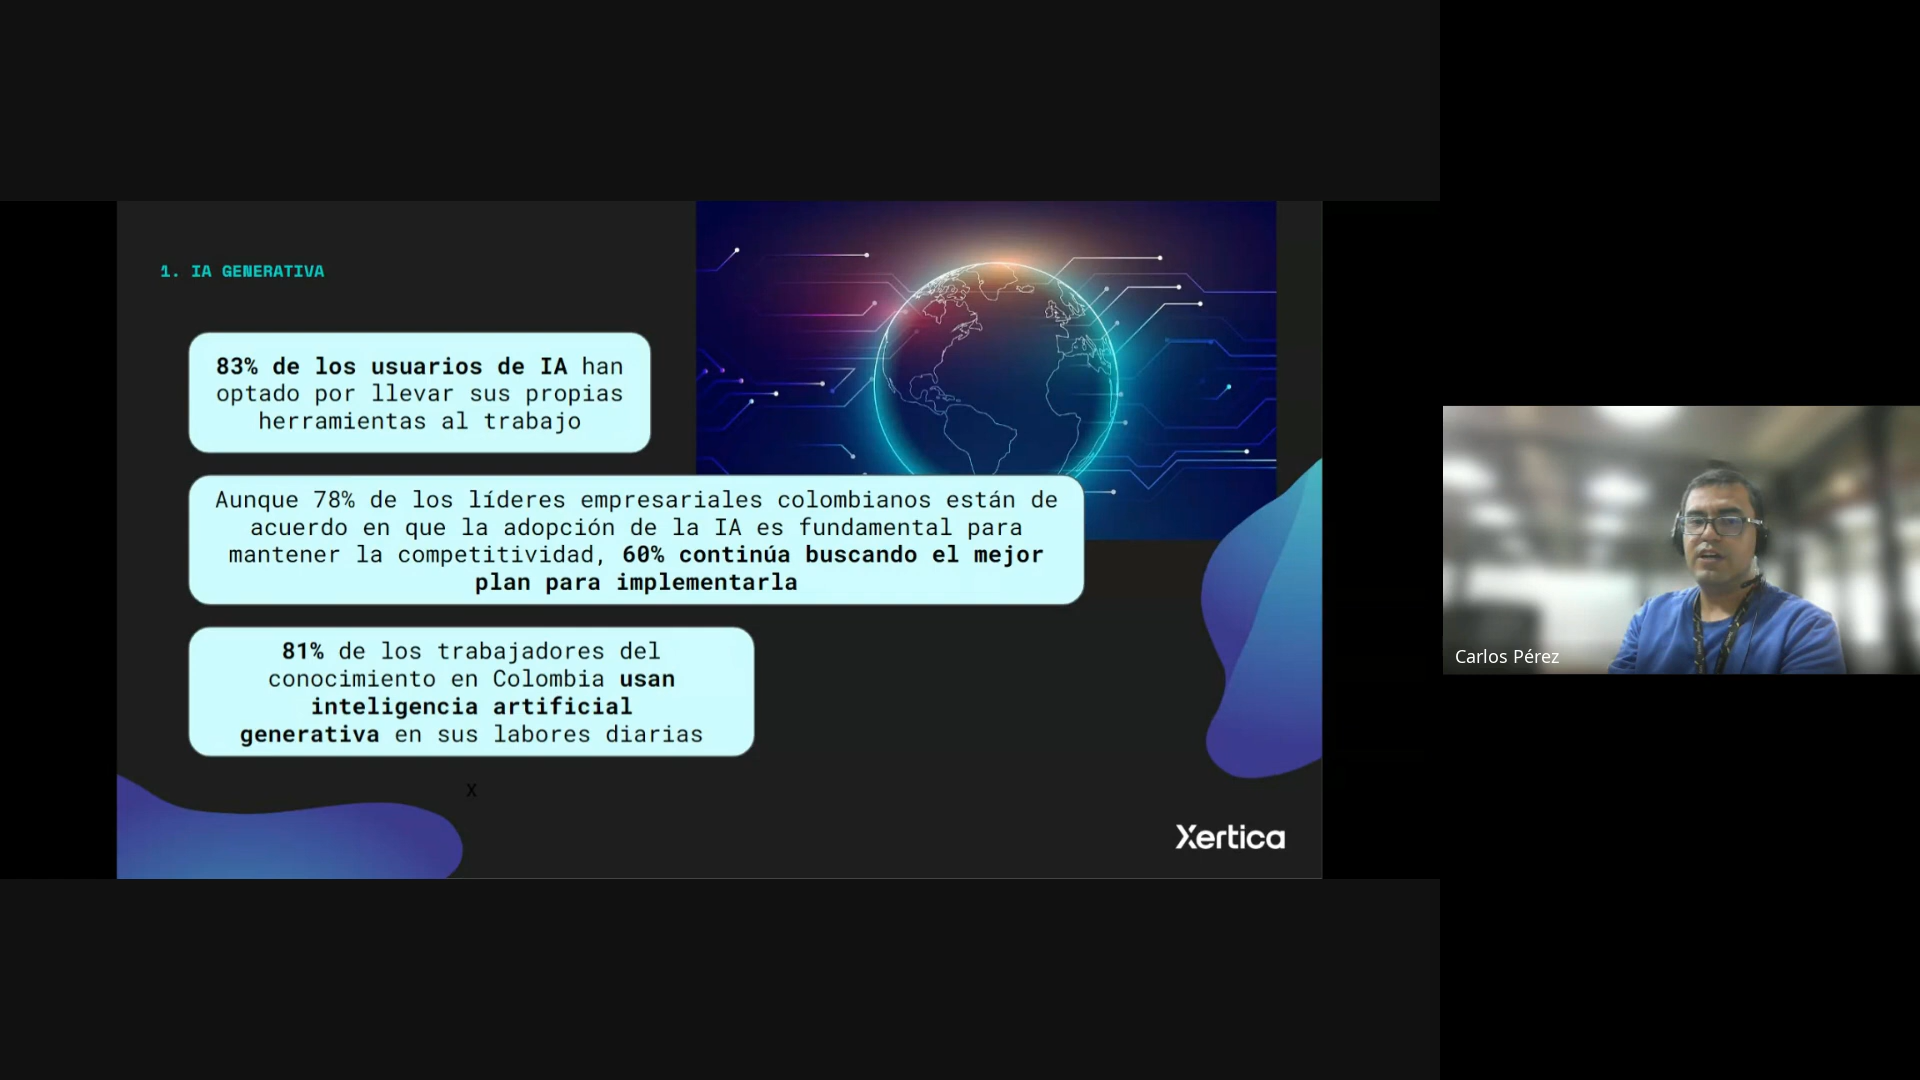 1. IA GENERATIVA
83% de los usuarios de IA han
optado por llevar sus propias
herramientas al trabajo
Aunque 78% de los líderes empresariales colombianos están de
acuerdo en que la adopción de la IA es fundamental para
mantener la competitividad, 60% continúa buscando el mejor
plan para implementarla
81% de los trabajadores del
conocimiento en Colombia usan
inteligencia artificial
generativa en sus labores diarias
X
Xertica
Carlos Pérez